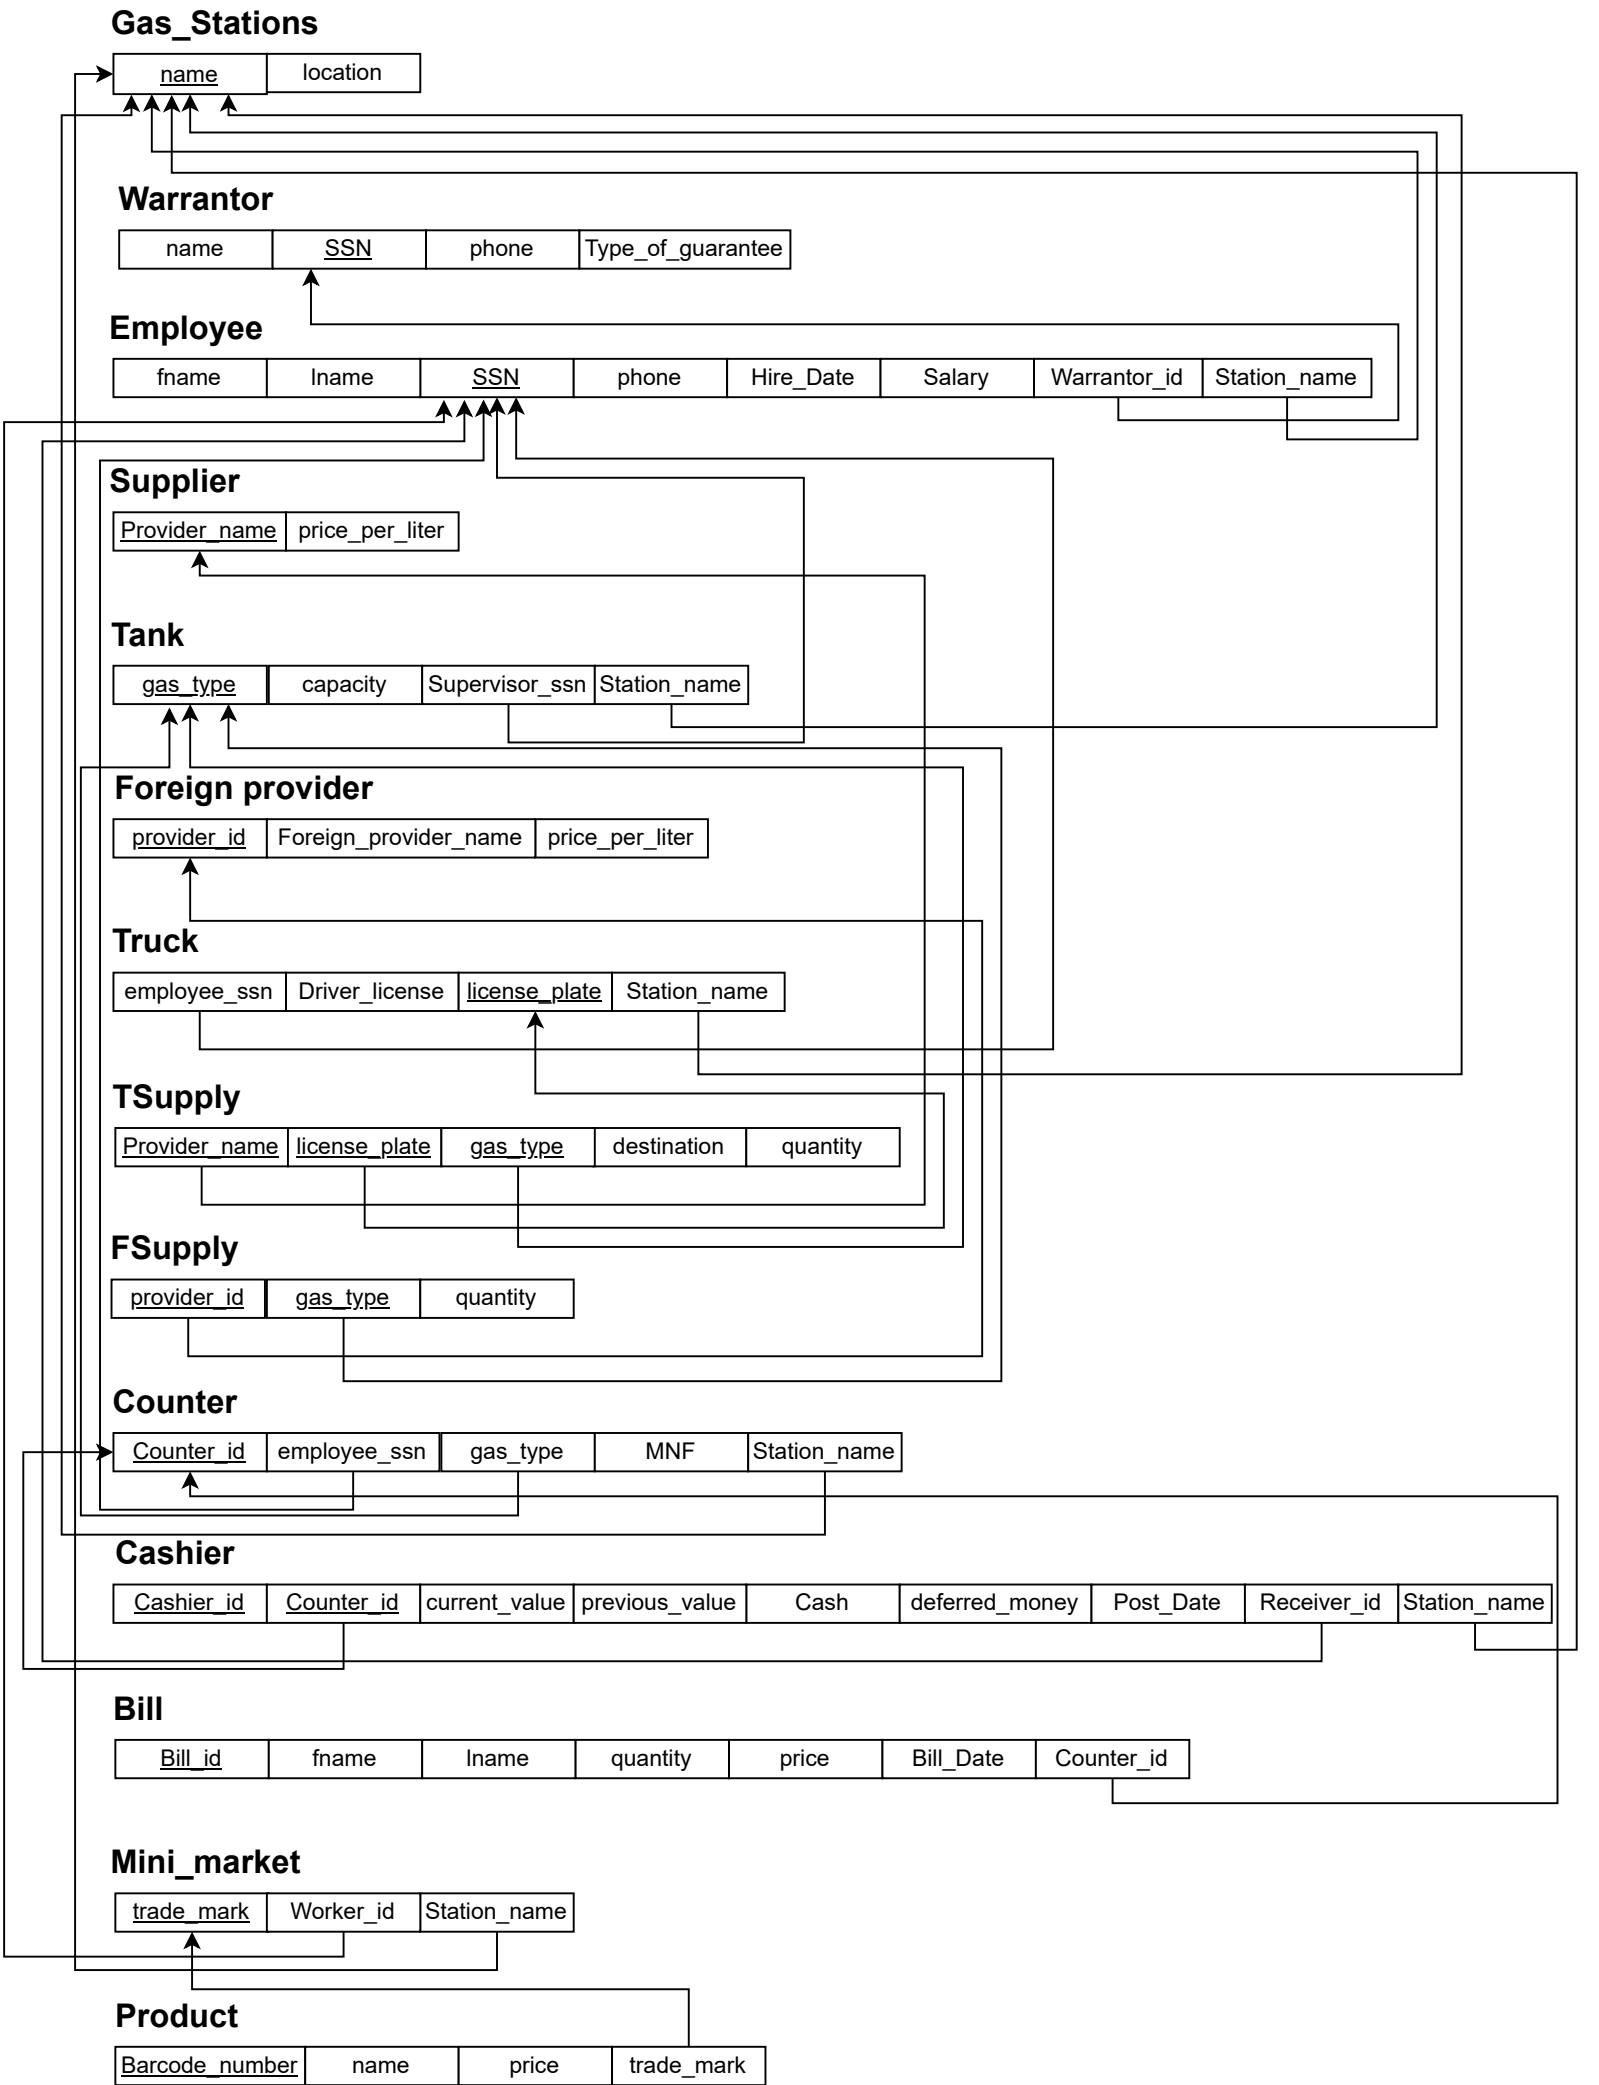 Gas_Stations
name location
Warrantor
name SSN phone Type_of_guarantee
Employee
fname lname SSN phone Hire_Date Salary Warrantor_id Station_name
Supplier
Provider_name price_per_liter
Tank
gas_type capacity Supervisor_ssn Station_name
Foreign provider
provider_id Foreign_provider_name price_per_liter
Truck
employee_ssn Driver_license license_plate Station_name
TSupply
Provider_name license_plate gas_type destination quantity
FSupply
provider_id gas_type quantity
Counter
Counter_id employee_ssn gas_type MNF Station_name
Cashier
Cashier_id Counter_id current_value previous_value Cash deferred_money Post_Date Receiver_id Station_name
Bill
Bill_id fname lname quantity price Bill_Date Counter_id
Mini_market
trade_mark Worker_id Station_name
Product
Barcode_number name price trade_mark